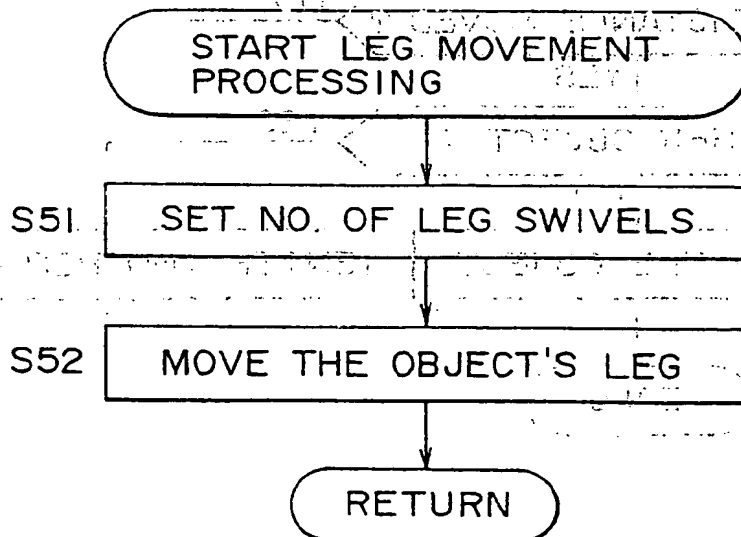 START LEG MOVEMENT
PROCESSING
S51 SET NO. OF LEG SWIVELS
S52 MOVE THE OBJECT'S LEG
RETURN